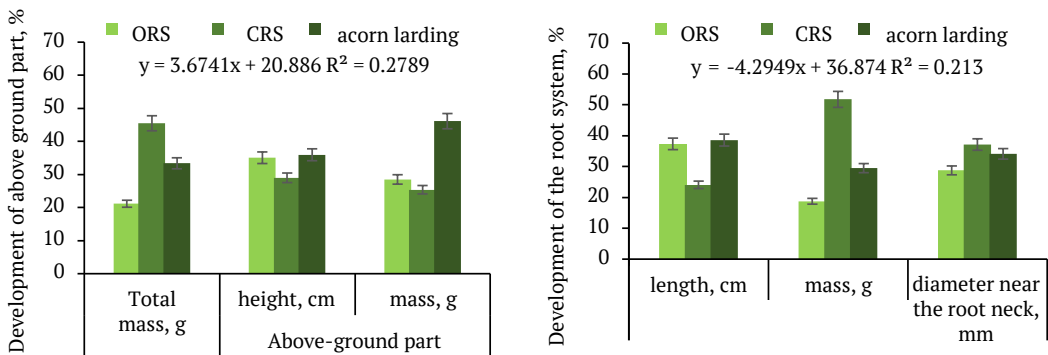 Development of above ground part, %
ORS CRS acorn larding
y = 3.6741x + 20.886 R² = 0.2789
70
60
50
40
30
20
10
0
Total
mass, g
height, cm
mass, g
Above-ground part
Development of the root system, %
ORS CRS acorn larding
y = -4.2949x + 36.874 R² = 0.213
70
60
50
40
30
20
10
0
length, cm
mass, g
diameter near
the root neck,
mm